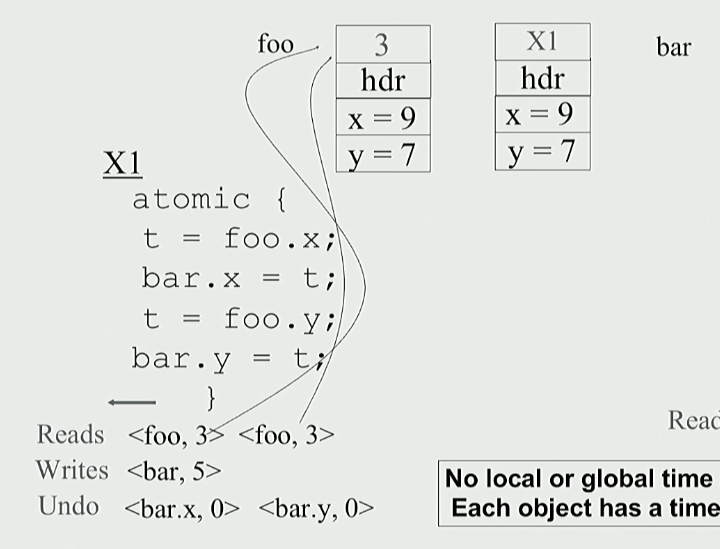 foo
3
hdr
x = 9
y = 7
X1
hdr
x = 9
y = 7
bar
X1
atomic {
t = foo.x;
bar.x = t;
t = foo.y;
bar.y = t;
}
Reads <foo, 3> <foo, 3>
Writes <bar, 5>
Undo <bar.x, 0> <bar.y, 0>
No local or global time
Each object has a time